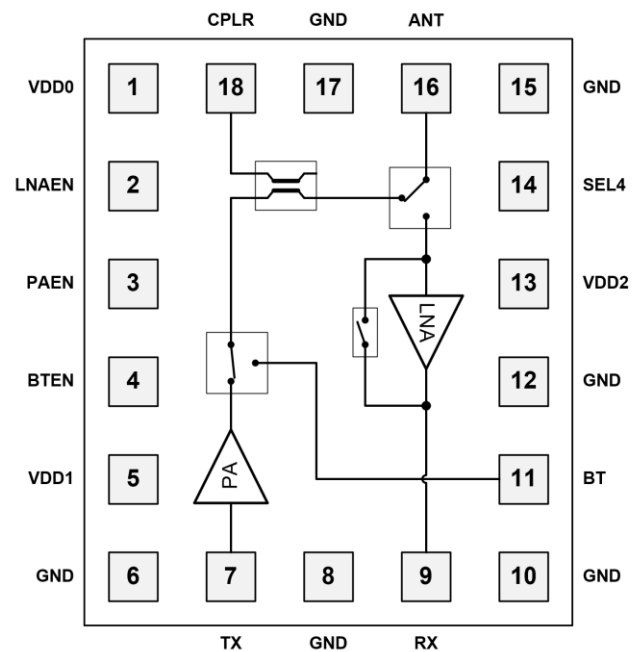 CPLR GND ANT
VDD0 1 18 17 16 15 GND
LNAEN 2 14 SEL4
PAEN 3 13 VDD2
LNA
BTEN 4 12 GND
VDD1 5 PA 11 BT
GND 6 7 8 9 10 GND
TX GND RX